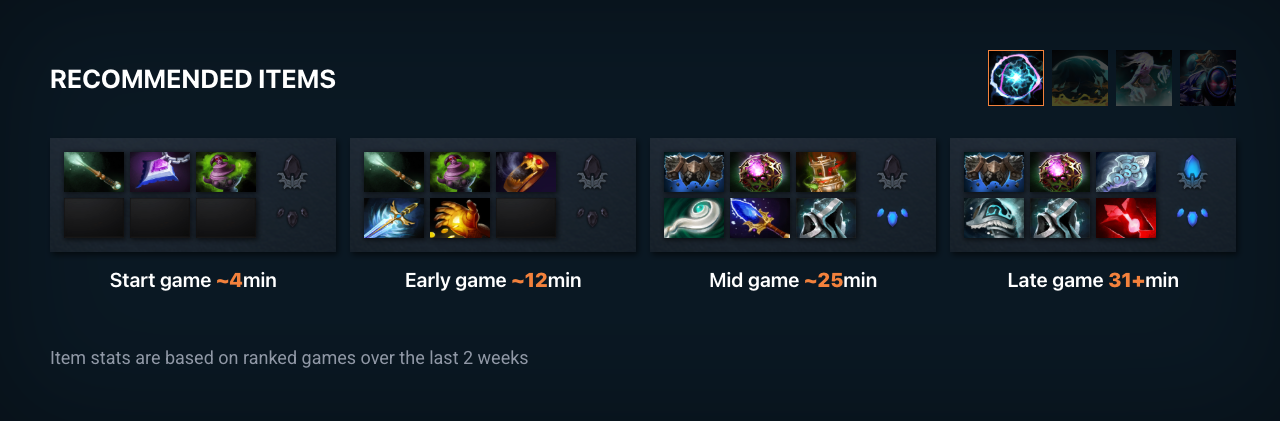 RECOMMENDED ITEMS
Start game ~4min
Early game ~12min
Mid game ~25min
Late game 31+min
Item stats are based on ranked games over the last 2 weeks